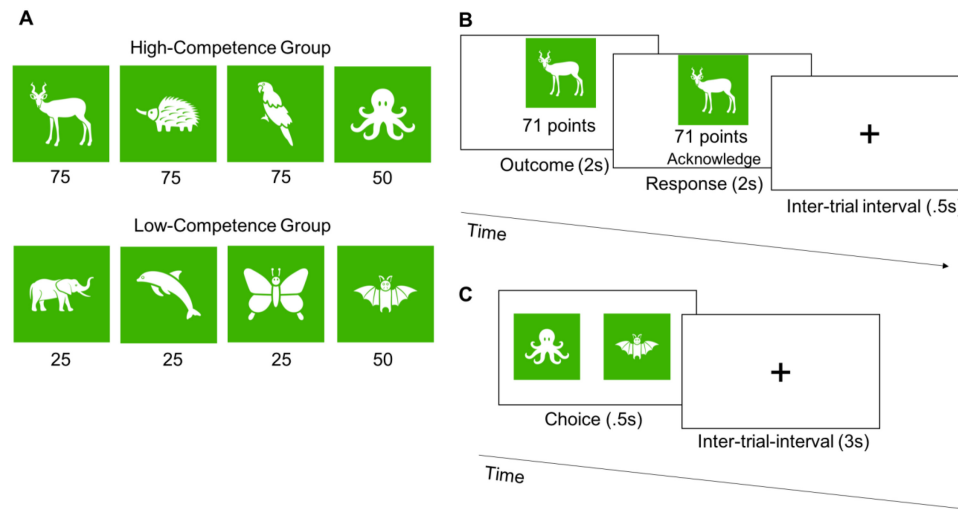 A
High-Competence Group
75 75 75 50
Low-Competence Group
25 25 25 50
B
71 points
Outcome (2s)
71 points
Acknowledge
Response (2s)
+
Inter-trial interval (.5s)
Time
C
Choice (.5s)
+
Inter-trial-interval (3s)
Time